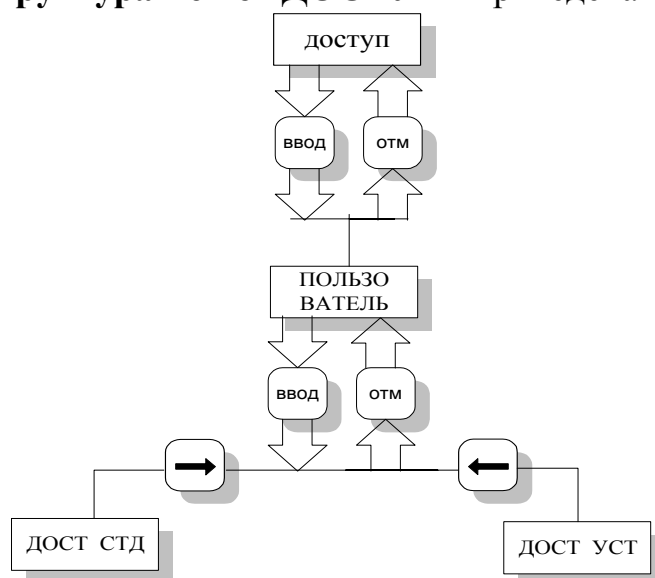 доступ
ввод отм
ПОЛЬЗО
ВАТЕЛЬ
ввод отм
ДОСТ СТД ДОСТ УСТ